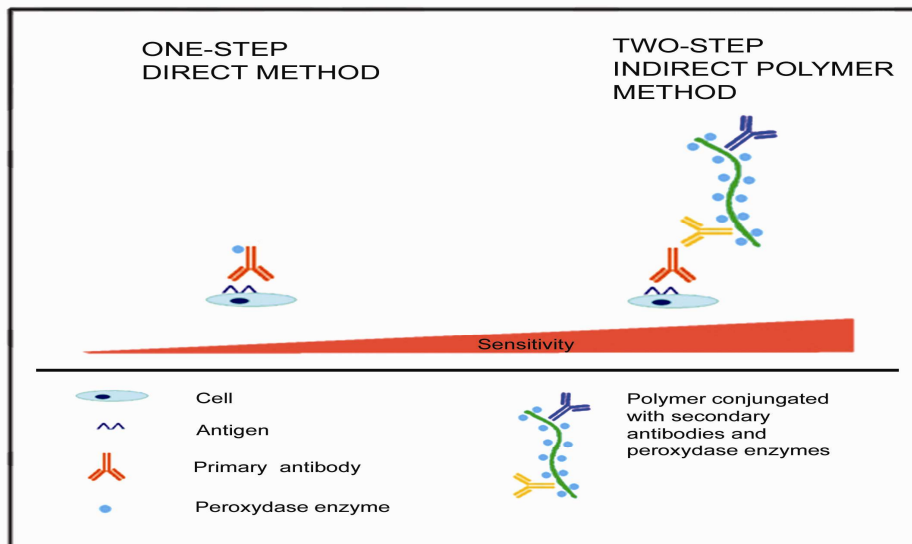 ONE-STEP
DIRECT METHOD
TWO-STEP
INDIRECT POLYMER
METHOD
Sensitivity
Cell
Antigen
Primary antibody
Peroxydase enzyme
Polymer conjungated
with secondary
antibodies and
peroxydase enzymes